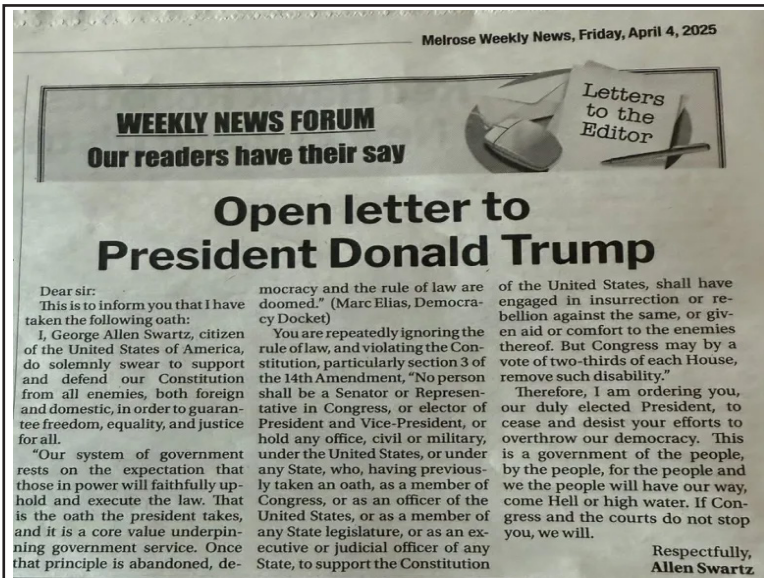 Melrose Weekly News, Friday, April 4, 2025
WEEKLY NEWS FORUM
Our readers have their say
Letters
to the
Editor
Open letter to
President Donald Trump
Dear sir:
This is to inform you that I have
taken the following oath:
I, George Allen Swartz, citizen
of the United States of America,
do solemnly swear to support
and defend our Constitution
from all enemies, both foreign
and domestic, in order to guaran-
tee freedom, equality, and justice
for all.
“Our system of government
rests on the expectation that
those in power will faithfully up-
hold and execute the law. That
is the oath the president takes,
and it is a core value underpin-
ning government service. Once
that principle is abandoned, de-
mocracy and the rule of law are
doomed.” (Marc Elias, Democra-
cy Docket)
You are repeatedly ignoring the
rule of law, and violating the Con-
stitution, particularly section 3 of
the 14th Amendment, “No person
shall be a Senator or Represen-
tative in Congress, or elector of
President and Vice-President, or
hold any office, civil or military,
under the United States, or under
any State, who, having previous-
ly taken an oath, as a member of
Congress, or as an officer of the
United States, or as a member of
any State legislature, or as an ex-
ecutive or judicial officer of any
State, to support the Constitution
of the United States, shall have
engaged in insurrection or re-
bellion against the same, or giv-
en aid or comfort to the enemies
thereof. But Congress may by a
vote of two-thirds of each House,
remove such disability.”
Therefore, I am ordering you,
our duly elected President, to
cease and desist your efforts to
overthrow our democracy. This
is a government of the people,
by the people, for the people and
we the people will have our way,
come Hell or high water. If Con-
gress and the courts do not stop
you, we will.
Respectfully,
Allen Swartz